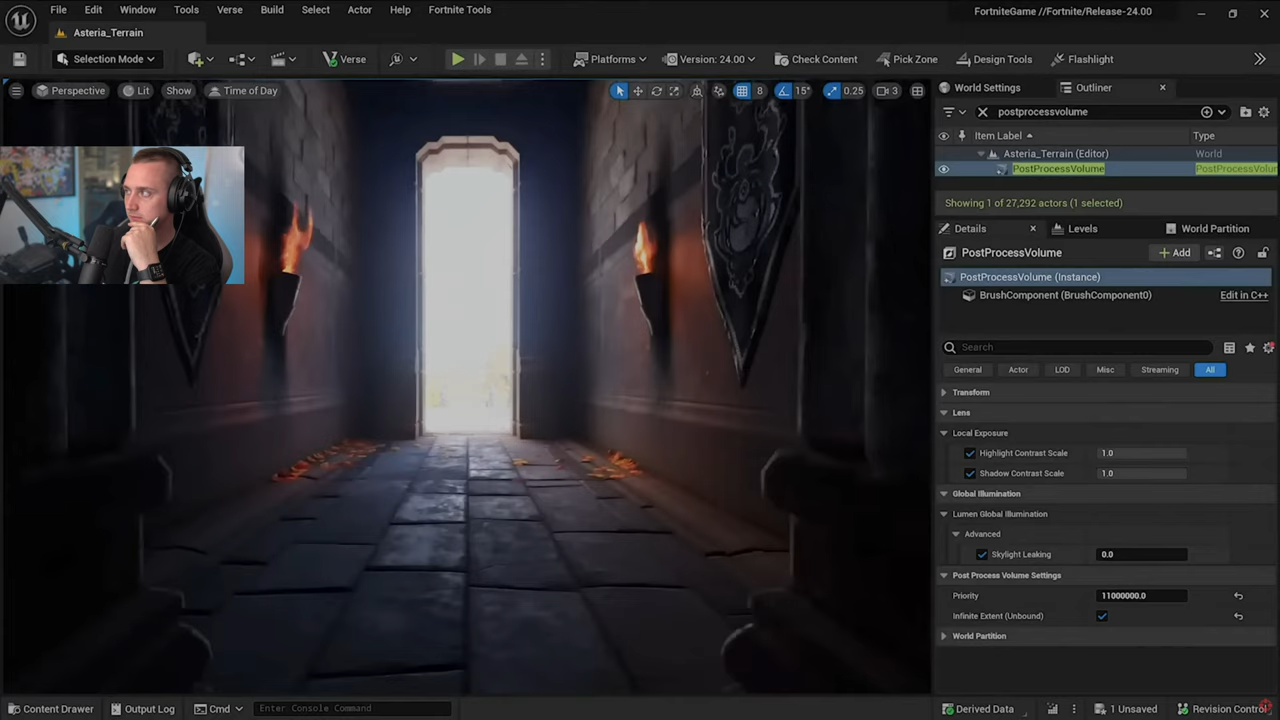 File Edit Window Tools Verse Build Select Actor Help Fortnite Tools
FortniteGame //Fortnite/Release-24.00
Asteria_Terrain
Selection Mode Verse Platforms Version: 24.00 Check Content Pick Zone Design Tools Flashlight
Perspective Lit Show Time of Day 8 15° 0.25 3
World Settings Outliner
postprocessvolume
Item Label Type
Asteria_Terrain (Editor) World
PostProcessVolume PostProcessVolu
Showing 1 of 27,292 actors (1 selected)
Details Levels World Partition
PostProcessVolume Add
PostProcessVolume (Instance)
BrushComponent (BrushComponent0) Edit in C++
Search
General Actor LOD Misc Streaming All
Transform
Lens
Local Exposure
Highlight Contrast Scale 1.0
Shadow Contrast Scale 1.0
Global Illumination
Lumen Global Illumination
Advanced
Skylight Leaking 0.0
Post Process Volume Settings
Priority 11000000.0
Infinite Extent (Unbound)
World Partition
Content Drawer Output Log Cmd Enter Console Command Derived Data 1 Unsaved Revision Control